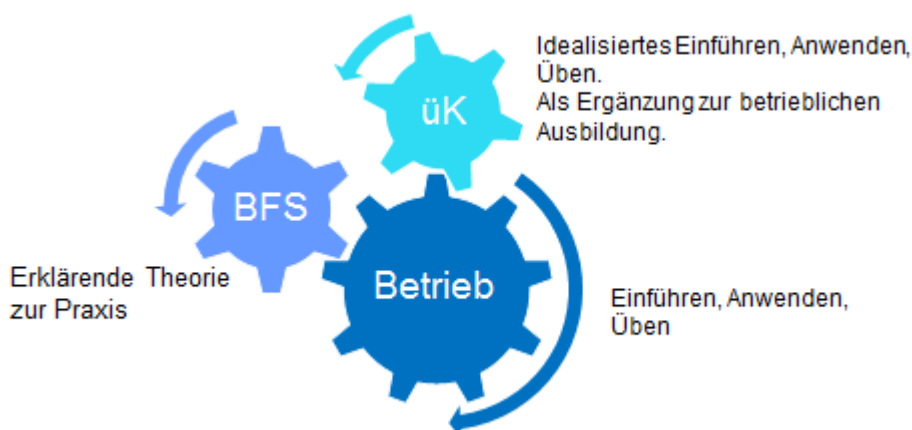 üK
Idealisiertes Einführen, Anwenden,
Üben.
Als Ergänzung zur betrieblichen
Ausbildung.
BFS
Erklärende Theorie
zur Praxis
Betrieb
Einführen, Anwenden,
Üben